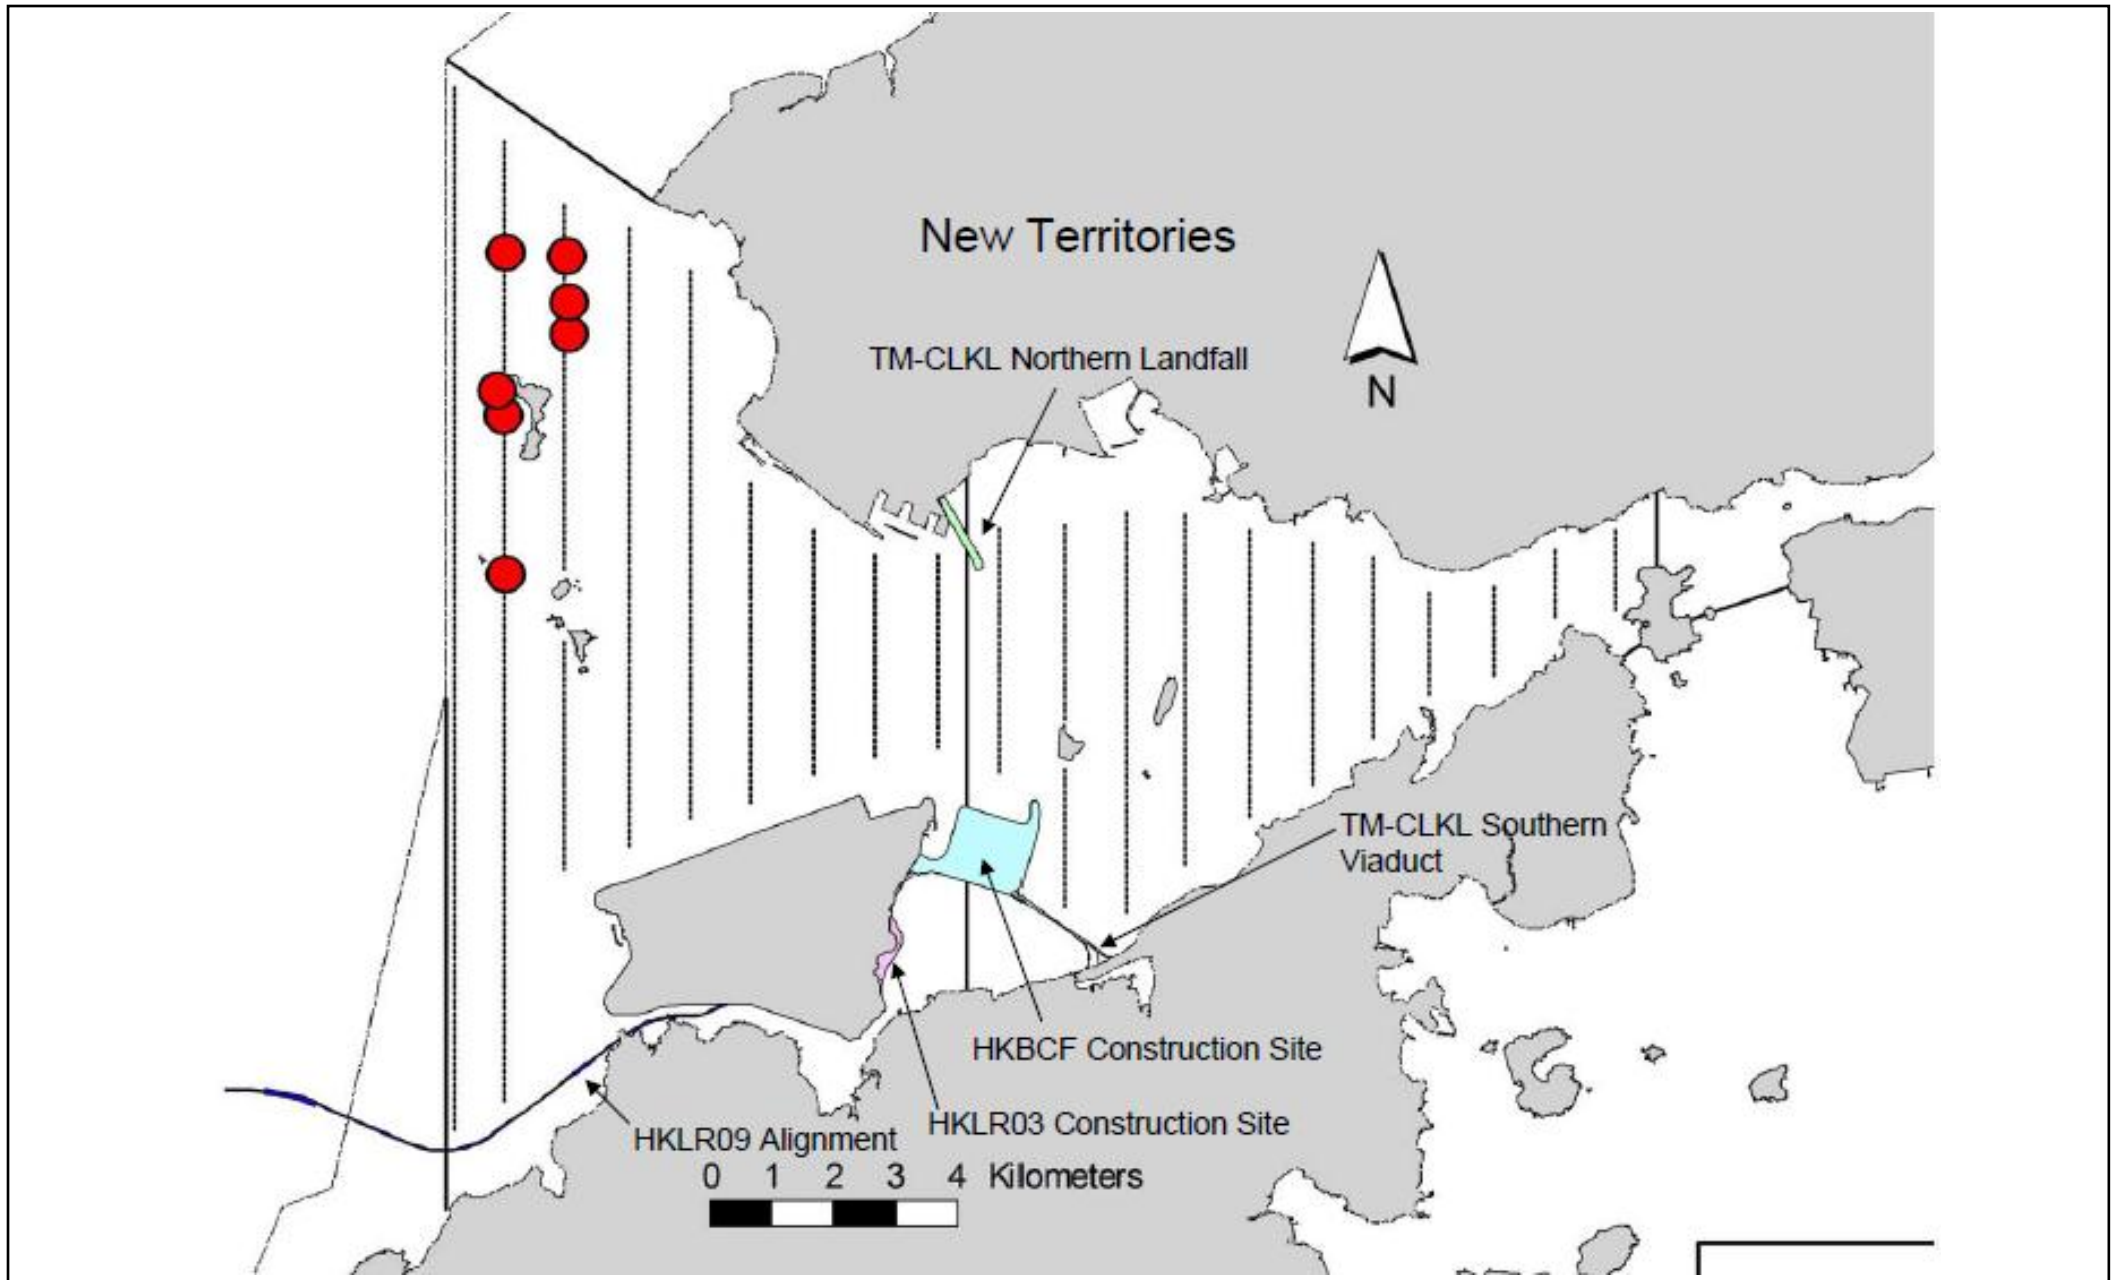 New Territories
TM-CLKL Northern Landfall
N
TM-CLKL Southern
Viaduct
HKBCF Construction Site
HKLR03 Construction Site
HKLR09 Alignment
0 1 2 3 4 Kilometers